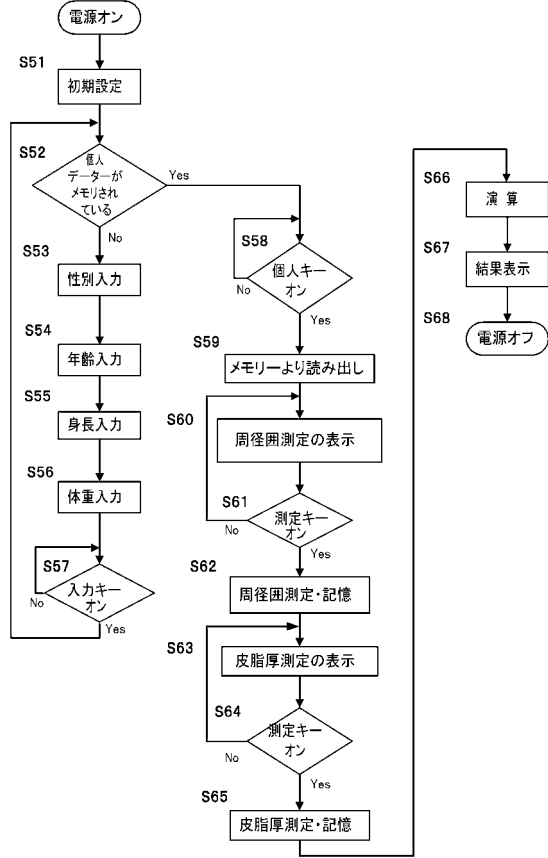 電源オン
S51
初期設定
S52
個人
データーが
メモリされ
ている
Yes
No
S53
性別入力
S54
年齢入力
S55
身長入力
S56
体重入力
S57
入力キー
オン
No
Yes
S58
個人キー
オン
No
Yes
S59
メモリーより読み出し
S60
周径囲測定の表示
S61
測定キー
オン
No
Yes
S62
周径囲測定・記憶
S63
皮脂厚測定の表示
S64
測定キー
オン
No
Yes
S65
皮脂厚測定・記憶
S66
演 算
S67
結果表示
S68
電源オフ